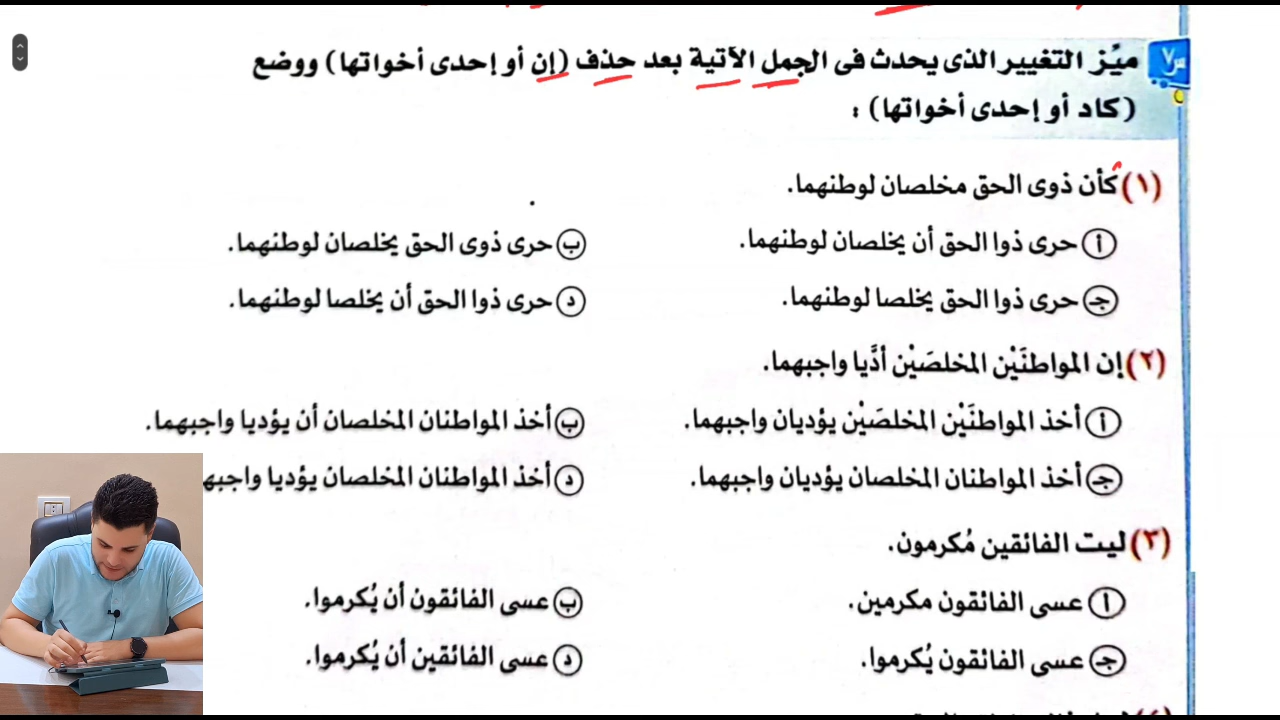 س٧ ميّز التغيير الذى يحدث فى الجمل الآتية بعد حذف (إن أو إحدى أخواتها) ووضع
(كاد أو إحدى أخواتها) :
(١) كأن ذوى الحق مخلصان لوطنهما.
أ حرى ذوا الحق أن يخلصان لوطنهما. ب حرى ذوى الحق يخلصان لوطنهما.
جـ حرى ذوا الحق يخلصا لوطنهما. د حرى ذوا الحق أن يخلصا لوطنهما.
(٢) إن المواطنَيْن المخلصَيْن أدَّيا واجبهما.
أ أخذ المواطنَيْن المخلصَيْن يؤديان واجبهما. ب أخذ المواطنان المخلصان أن يؤديا واجبهما.
جـ أخذ المواطنان المخلصان يؤديان واجبهما. د أخذ المواطنان المخلصان يؤديا واجبه
(٣) ليت الفائقين مُكرمون.
أ عسى الفائقون مكرمين. ب عسى الفائقون أن يُكرموا.
جـ عسى الفائقون يُكرموا. د عسى الفائقين أن يُكرموا.